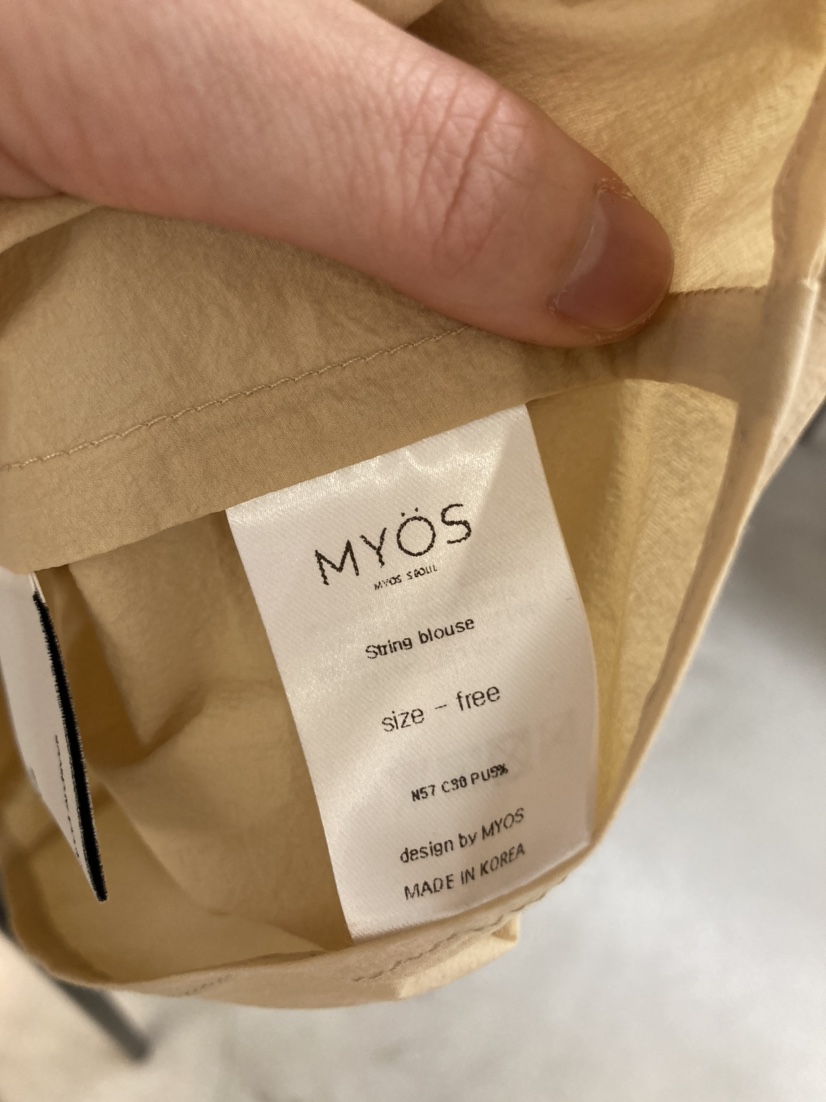 MYÖS
MYOS SEOUL
String blouse
size - free
N57 C38 PU5%
design by MYOS
MADE IN KOREA